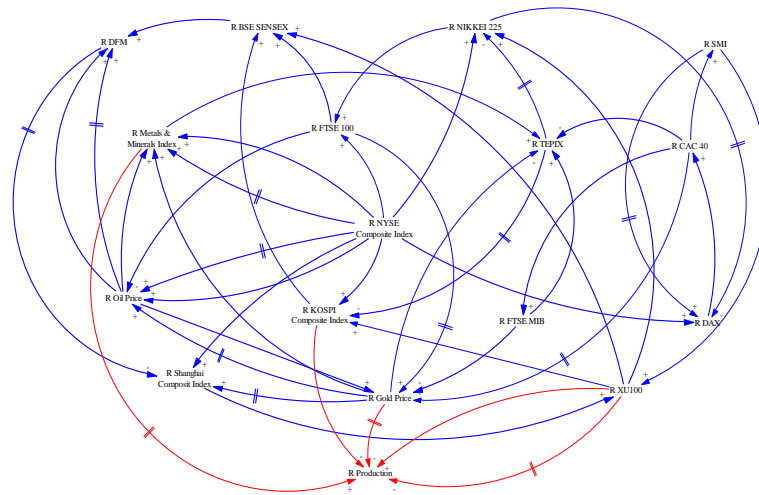 R BSE SENSEX
R NIKKEI 225
R DFM
R SMI
R Metals &
Minerals Index
R FTSE 100
R TEPIX
R CAC 40
R NYSE
Composite Index
R Oil Price
R KOSPI
Composite Index
R FTSE MIB
R DAX
R Shanghai
Composit Index
R Gold Price
R XU100
R Production